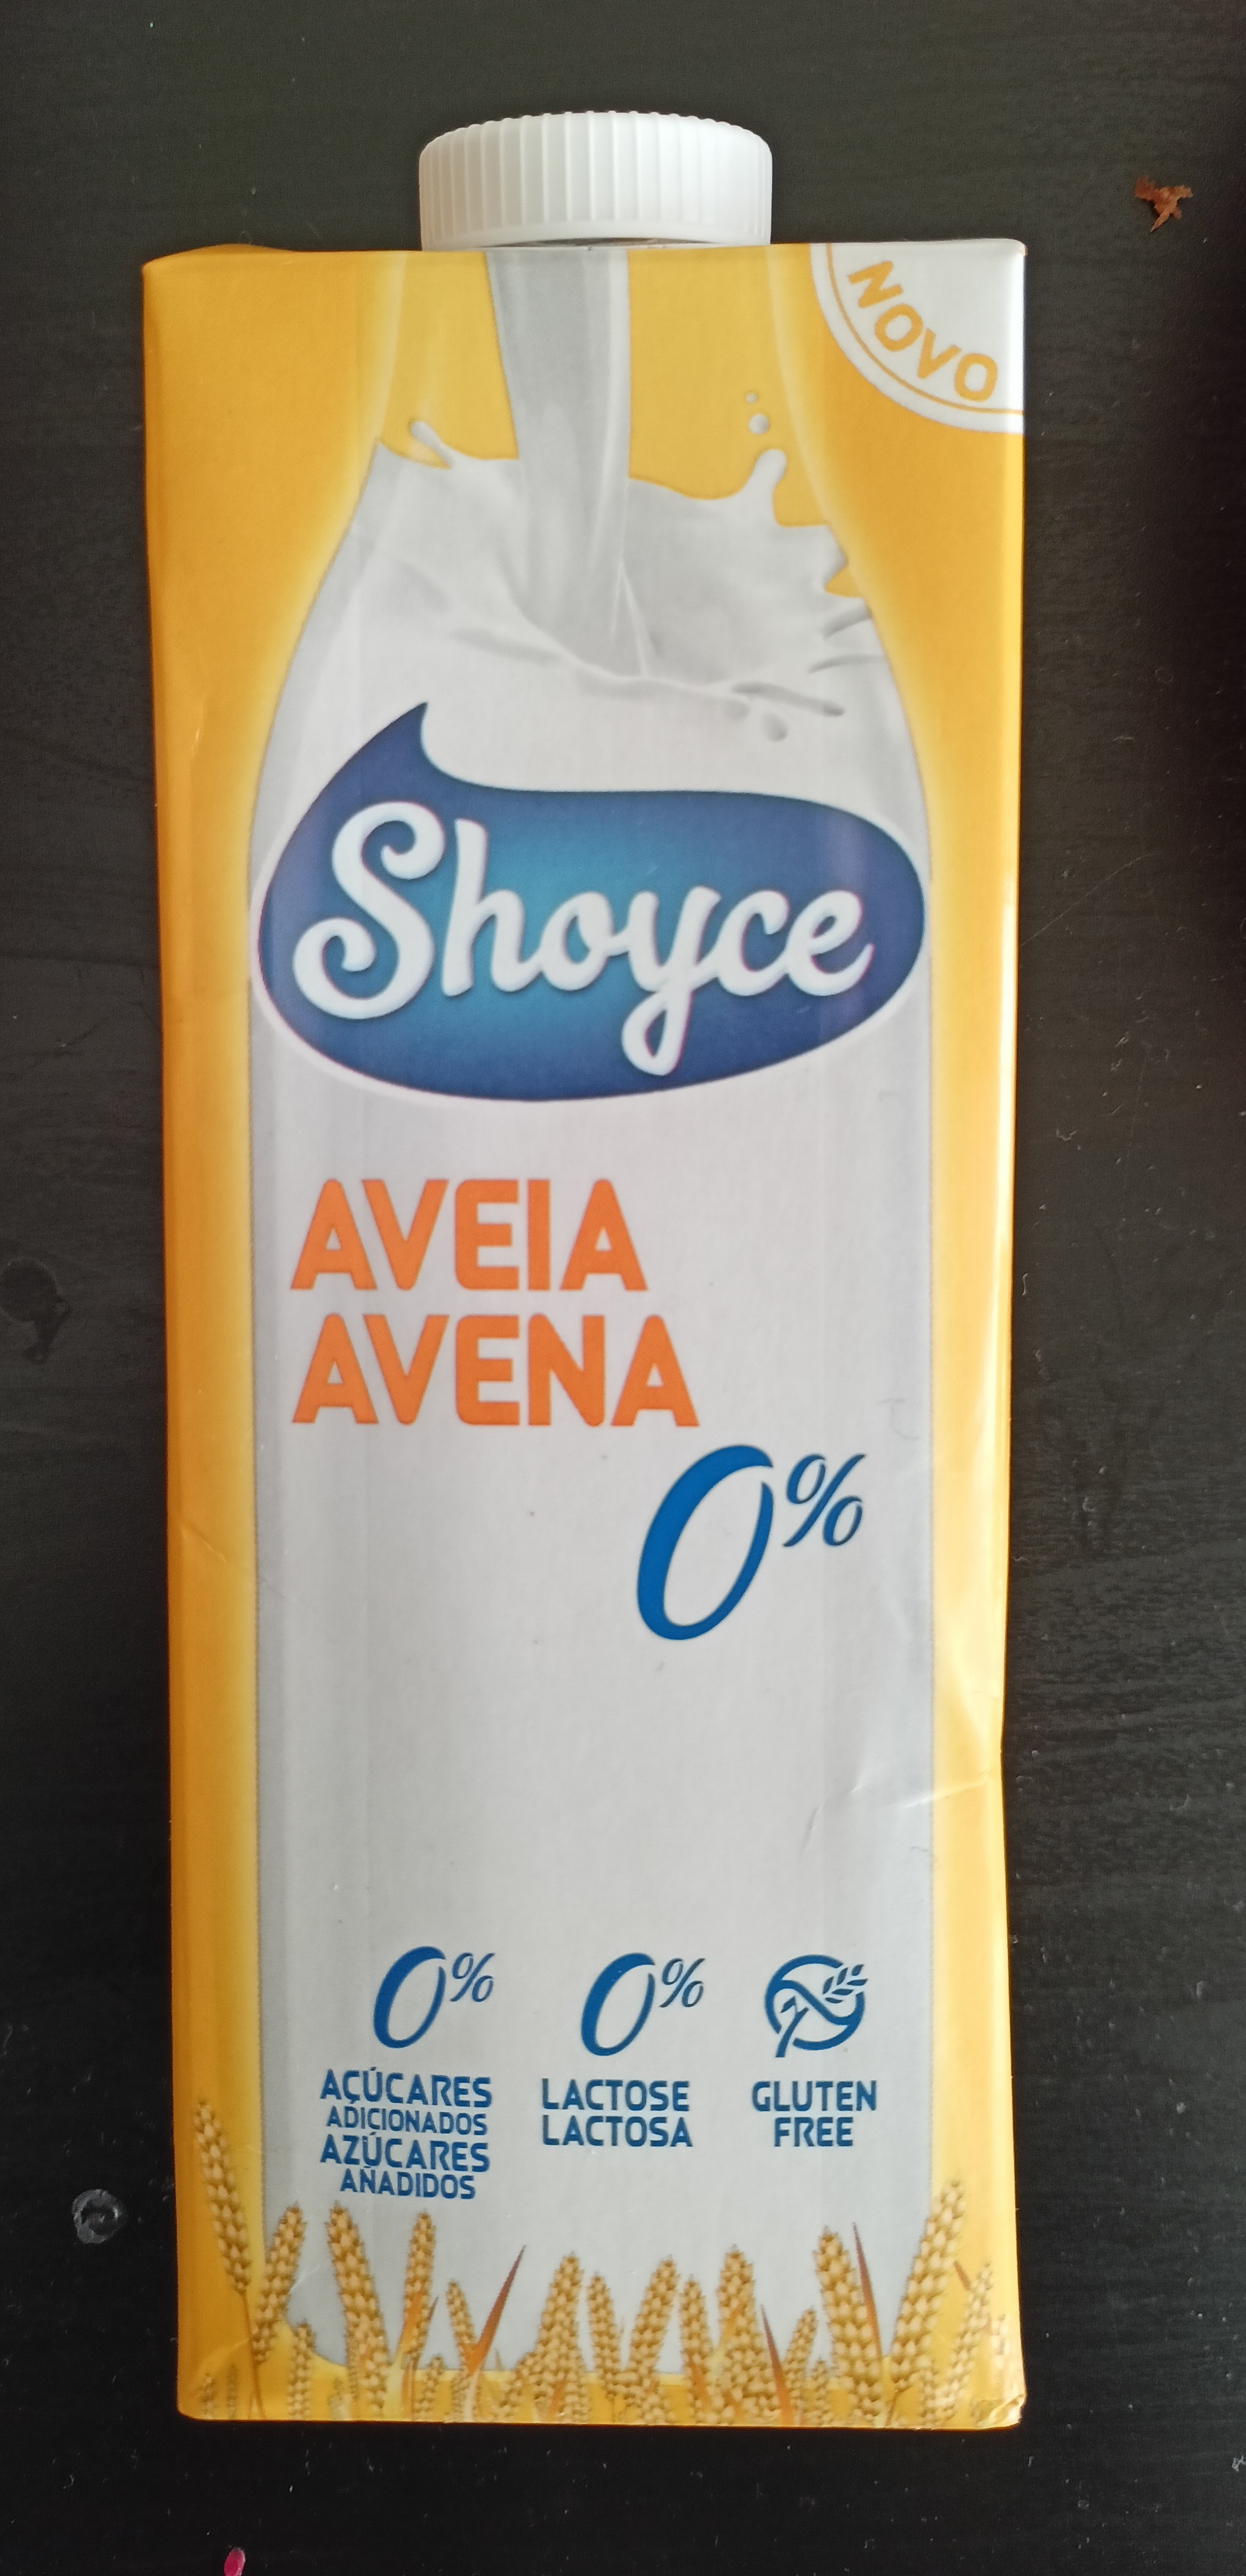 NOVO
Shoyce
AVEIA
AVENA
0%
0%
AÇÚCARES
ADICIONADOS
AZÚCARES
AÑADIDOS
0%
LACTOSE
LACTOSA
GLUTEN
FREE